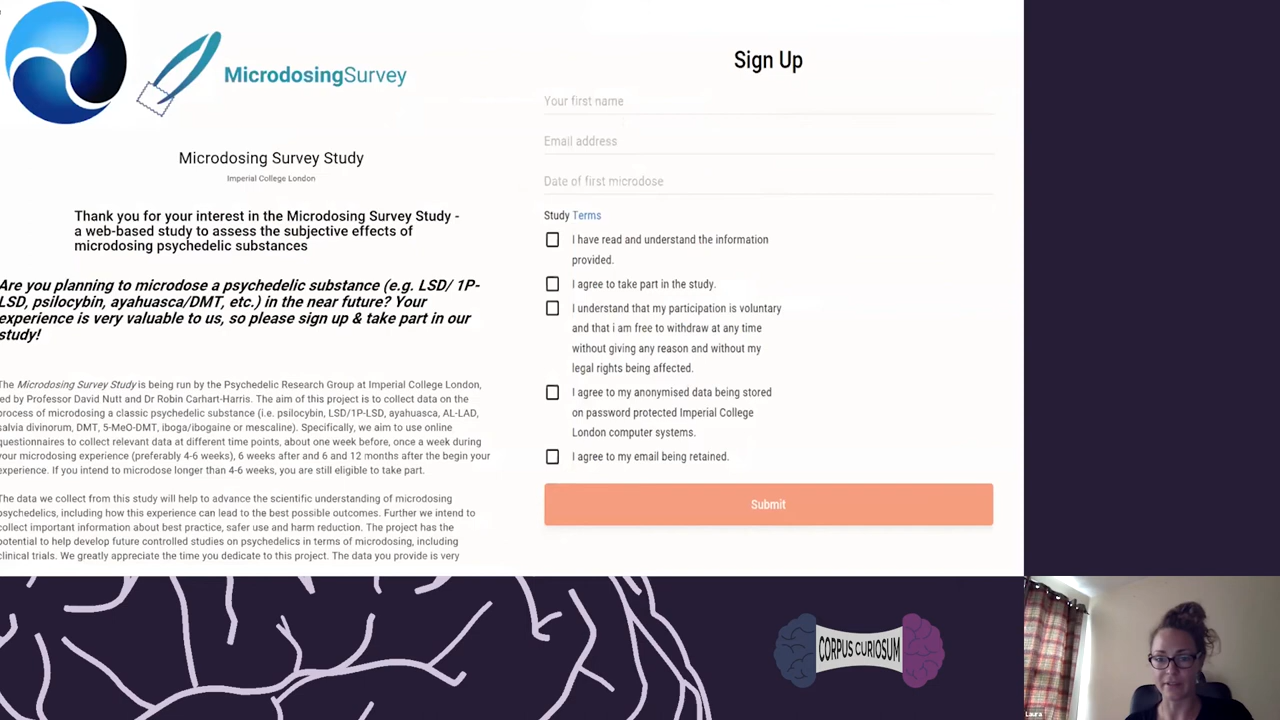 MicrodosingSurvey
Microdosing Survey Study
Imperial College London
Thank you for your interest in the Microdosing Survey Study -
a web-based study to assess the subjective effects of
microdosing psychedelic substances
Are you planning to microdose a psychedelic substance (e.g. LSD/ 1P-
LSD, psilocybin, ayahuasca/DMT, etc.) in the near future? Your
experience is very valuable to us, so please sign up & take part in our
study!
The Microdosing Survey Study is being run by the Psychedelic Research Group at Imperial College London,
led by Professor David Nutt and Dr Robin Carhart-Harris. The aim of this project is to collect data on the
process of microdosing a classic psychedelic substance (i.e. psilocybin, LSD/1P-LSD, ayahuasca, AL-LAD,
salvia divinorum, DMT, 5-MeO-DMT, iboga/ibogaine or mescaline). Specifically, we aim to use online
questionnaires to collect relevant data at different time points, about one week before, once a week during
your microdosing experience (preferably 4-6 weeks), 6 weeks after and 6 and 12 months after the begin your
experience. If you intend to microdose longer than 4-6 weeks, you are still eligible to take part.
The data we collect from this study will help to advance the scientific understanding of microdosing
psychedelics, including how this experience can lead to the best possible outcomes. Further we intend to
collect important information about best practice, safer use and harm reduction. The project has the
potential to help develop future controlled studies on psychedelics in terms of microdosing, including
clinical trials. We greatly appreciate the time you dedicate to this project. The data you provide is very
Sign Up
Your first name
Email address
Date of first microdose
Study Terms
I have read and understand the information
provided.
I agree to take part in the study.
I understand that my participation is voluntary
and that i am free to withdraw at any time
without giving any reason and without my
legal rights being affected.
I agree to my anonymised data being stored
on password protected Imperial College
London computer systems.
I agree to my email being retained.
Submit
CORPUS CURIOSUM
Laura